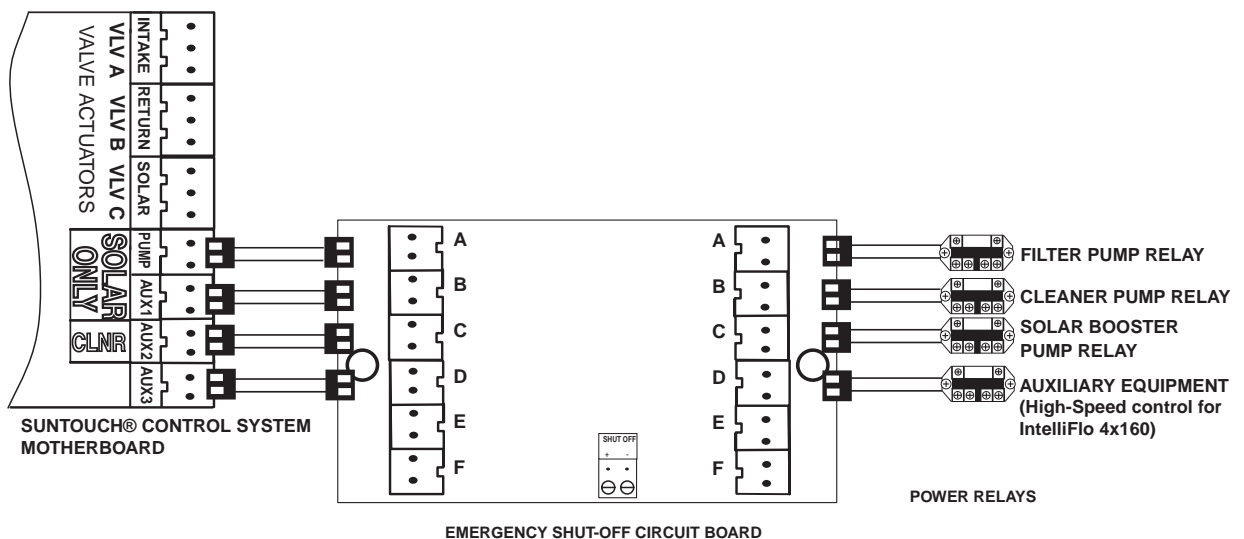 INTAKE
RETURN
SOLAR
PUMP
AUX1
AUX2
AUX3
VLV A
VLV B
VLV C
VALVE ACTUATORS
SOLAR
ONLY
CLNR
SUNTOUCH® CONTROL SYSTEM
MOTHERBOARD
A
B
C
D
E
F
SHUT OFF
+ -
A
B
C
D
E
F
FILTER PUMP RELAY
CLEANER PUMP RELAY
SOLAR BOOSTER
PUMP RELAY
AUXILIARY EQUIPMENT
(High-Speed control for
IntelliFlo 4x160)
POWER RELAYS
EMERGENCY SHUT-OFF CIRCUIT BOARD